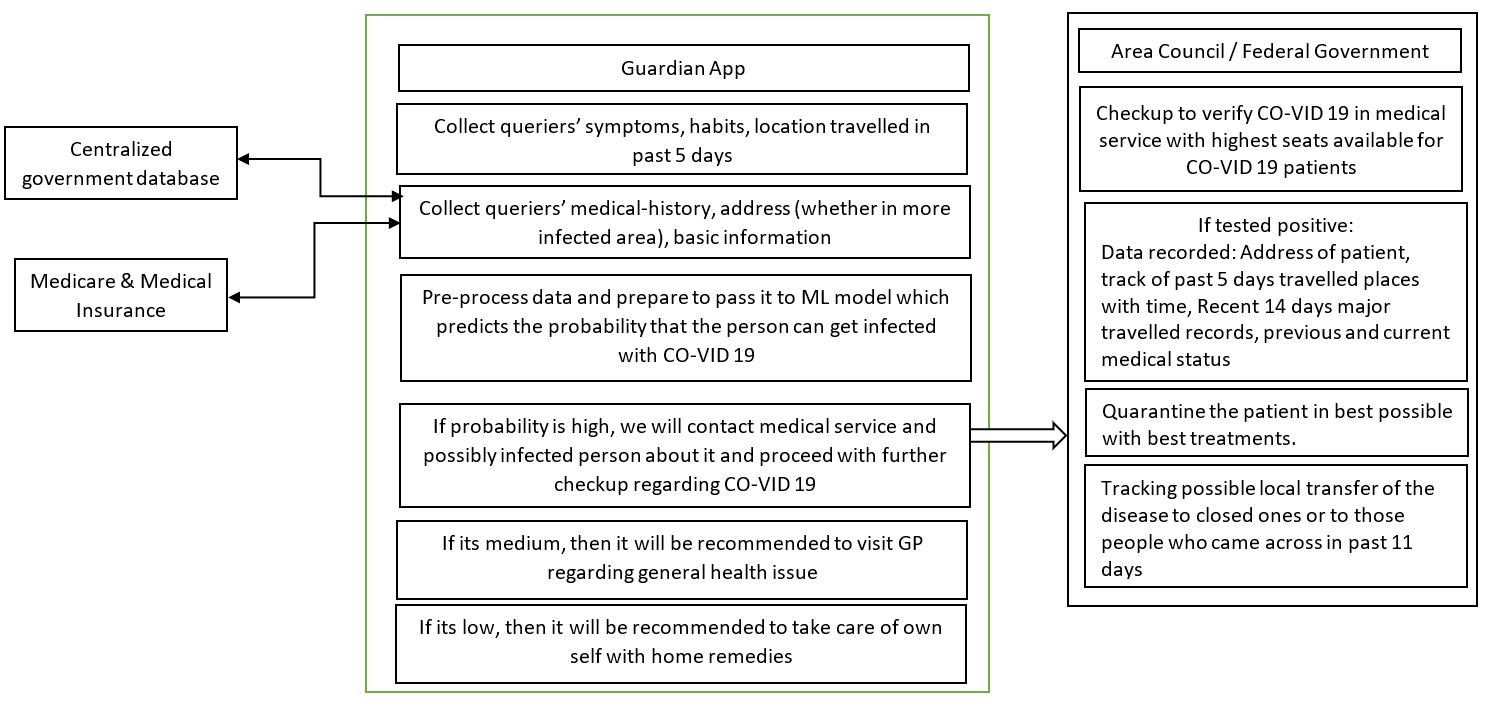 Centralized
government database
Medicare & Medical
Insurance
Guardian App
Collect queriers’ symptoms, habits, location travelled in
past 5 days
Collect queriers’ medical-history, address (whether in more
infected area), basic information
Pre-process data and prepare to pass it to ML model which
predicts the probability that the person can get infected
with CO-VID 19
If probability is high, we will contact medical service and
possibly infected person about it and proceed with further
checkup regarding CO-VID 19
If its medium, then it will be recommended to visit GP
regarding general health issue
If its low, then it will be recommended to take care of own
self with home remedies
Area Council / Federal Government
Checkup to verify CO-VID 19 in medical
service with highest seats available for
CO-VID 19 patients
If tested positive:
Data recorded: Address of patient,
track of past 5 days travelled places
with time, Recent 14 days major
travelled records, previous and current
medical status
Quarantine the patient in best possible
with best treatments.
Tracking possible local transfer of the
disease to closed ones or to those
people who came across in past 11
days